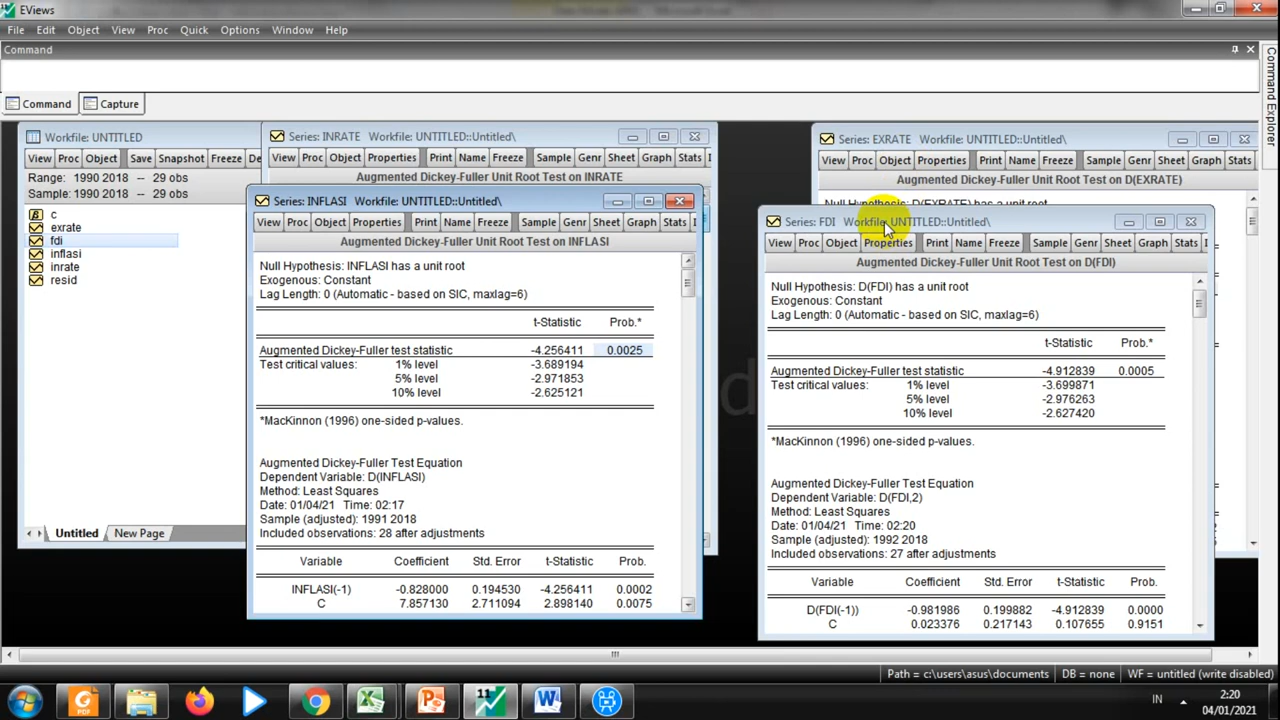 EViews
File Edit Object View Proc Quick Options Window Help
Command
Command Capture
Command Explorer
Workfile: UNTITLED
View Proc Object Save Snapshot Freeze De
Range: 1990 2018 -- 29 obs
Sample: 1990 2018 -- 29 obs
c
exrate
fdi
inflasi
inrate
resid
Untitled New Page
Series: INRATE Workfile: UNTITLED::Untitled\
View Proc Object Properties Print Name Freeze Sample Genr Sheet Graph Stats I
Augmented Dickey-Fuller Unit Root Test on INRATE
Series: INFLASI Workfile: UNTITLED::Untitled\
View Proc Object Properties Print Name Freeze Sample Genr Sheet Graph Stats I
Augmented Dickey-Fuller Unit Root Test on INFLASI
Null Hypothesis: INFLASI has a unit root
Exogenous: Constant
Lag Length: 0 (Automatic - based on SIC, maxlag=6)
t-Statistic Prob.*
Augmented Dickey-Fuller test statistic -4.256411 0.0025
Test critical values: 1% level -3.689194
5% level -2.971853
10% level -2.625121
*MacKinnon (1996) one-sided p-values.
Augmented Dickey-Fuller Test Equation
Dependent Variable: D(INFLASI)
Method: Least Squares
Date: 01/04/21 Time: 02:17
Sample (adjusted): 1991 2018
Included observations: 28 after adjustments
Variable Coefficient Std. Error t-Statistic Prob.
INFLASI(-1) -0.828000 0.194530 -4.256411 0.0002
C 7.857130 2.711094 2.898140 0.0075
Series: EXRATE Workfile: UNTITLED::Untitled\
View Proc Object Properties Print Name Freeze Sample Genr Sheet Graph Stats
Augmented Dickey-Fuller Unit Root Test on D(EXRATE)
Null Hypothesis: D(EXRATE) has a unit root
Series: FDI Workfile: UNTITLED::Untitled\
View Proc Object Properties Print Name Freeze Sample Genr Sheet Graph Stats I
Augmented Dickey-Fuller Unit Root Test on D(FDI)
Null Hypothesis: D(FDI) has a unit root
Exogenous: Constant
Lag Length: 0 (Automatic - based on SIC, maxlag=6)
t-Statistic Prob.*
Augmented Dickey-Fuller test statistic -4.912839 0.0005
Test critical values: 1% level -3.699871
5% level -2.976263
10% level -2.627420
*MacKinnon (1996) one-sided p-values.
Augmented Dickey-Fuller Test Equation
Dependent Variable: D(FDI,2)
Method: Least Squares
Date: 01/04/21 Time: 02:20
Sample (adjusted): 1992 2018
Included observations: 27 after adjustments
Variable Coefficient Std. Error t-Statistic Prob.
D(FDI(-1)) -0.981986 0.199882 -4.912839 0.0000
C 0.023376 0.217143 0.107655 0.9151
Path = c:\users\asus\documents DB = none WF = untitled (write disabled)
PDF
11
IN
2:20
04/01/2021